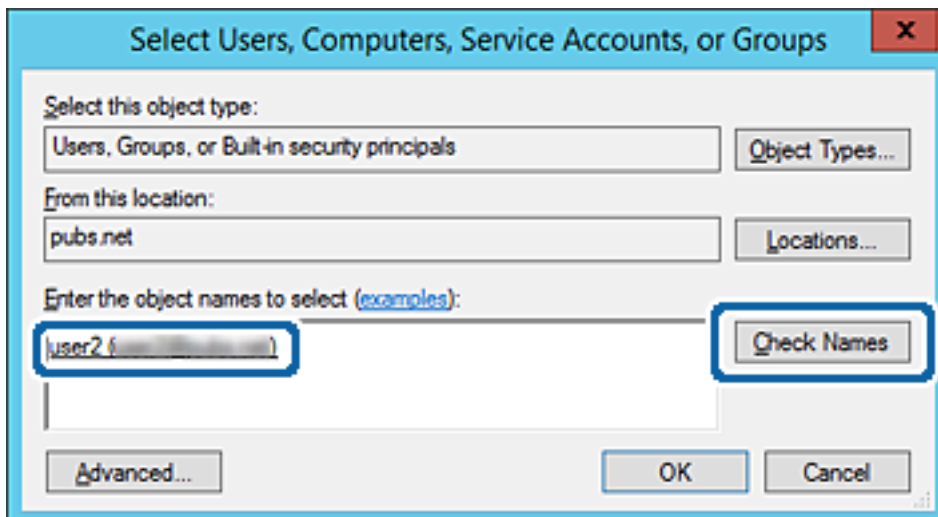 Select Users, Computers, Service Accounts, or Groups
x
Select this object type:
Users, Groups, or Built-in security principals
Object Types...
From this location:
pubs.net
Locations...
Enter the object names to select (examples):
user2 (
)
Check Names
Advanced...
OK
Cancel